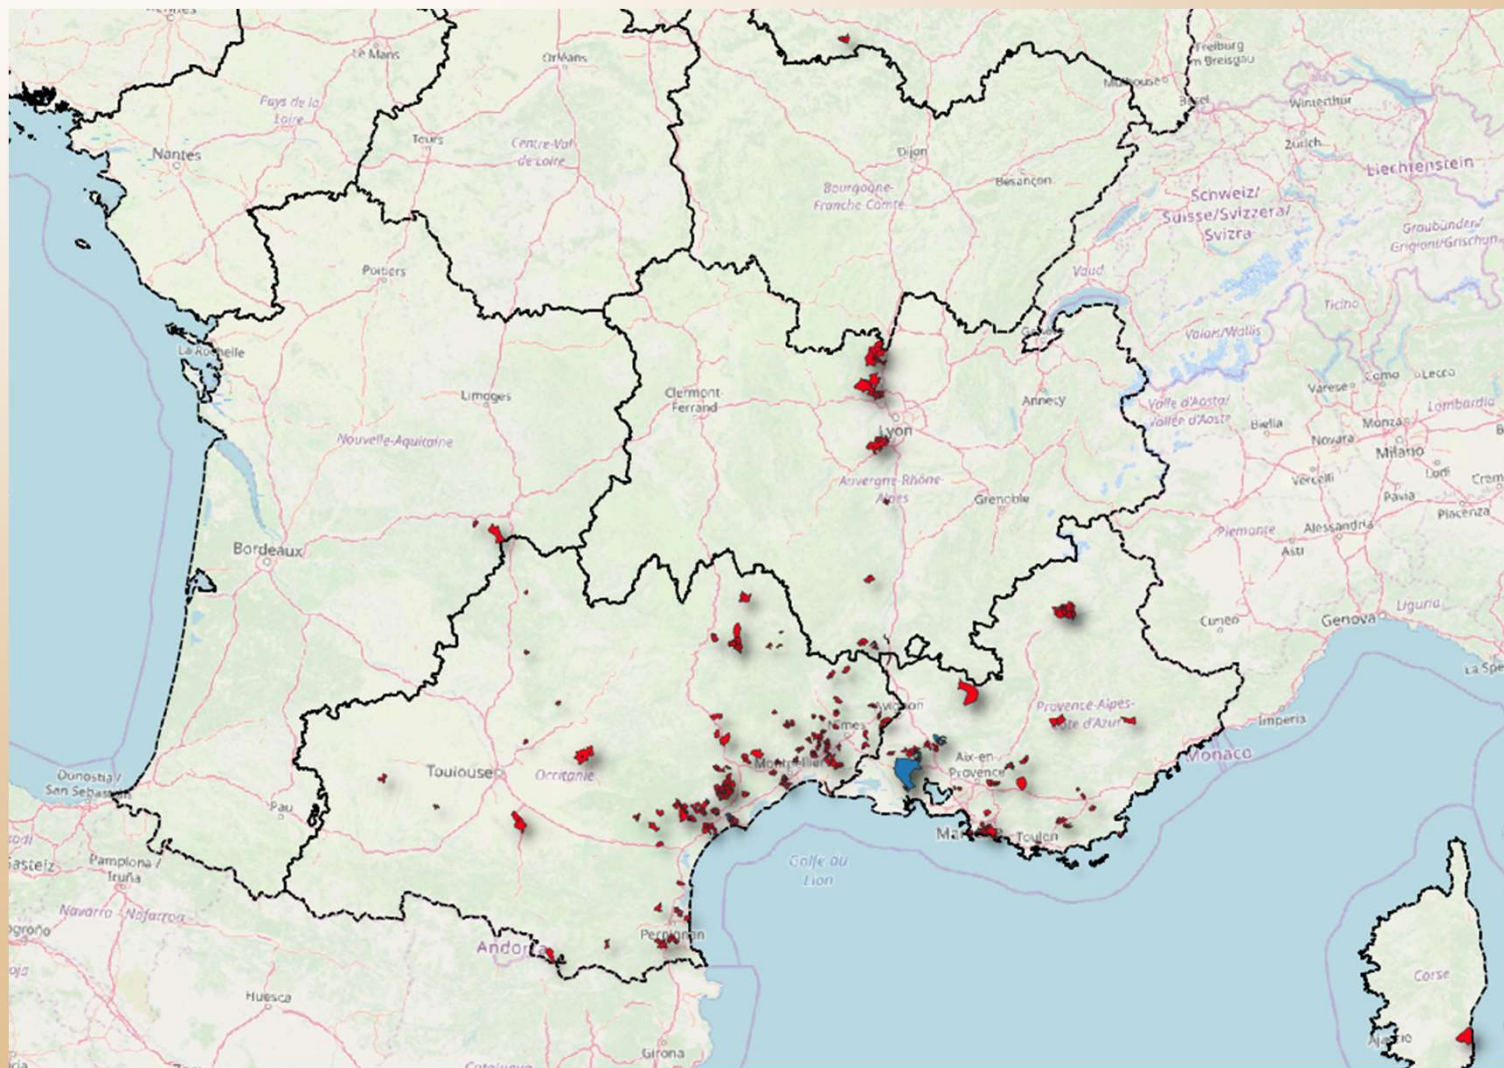 Le Mans
Orléans
Freiburg
im Breisgau
Mulhouse
Basel
Winterthur
Pays de la
Loire
Tours
Centre-Val
de Loire
Zürich
Nantes
Dijon
Besançon
Liechtenstein
Bourgogne-
Franche-Comté
Schweiz/
Suisse/Svizzera/
Svizra
Graubünden/
Grigioni/Grischun
Poitiers
Vaud
Ticino
Valais/Wallis
La Rochelle
Limoges
Clermont-
Ferrand
Annecy
Varese
Como
Lecco
Valle d'Aosta/
Vallée d'Aoste
Lombardia
Biella
Monza
Novara
Milano
Lyon
Nouvelle-Aquitaine
Auvergne-Rhône-
Alpes
Grenoble
Vercelli
Lodi
Pavia
Piacenza
Piemonte
Alessandria
Asti
Bordeaux
Cuneo
Genova
Liguria
La Spe
Avignon
Nîmes
Provence-Alpes-
Côte d'Azur
Imperia
Monaco
Aix-en-
Provence
Montpellier
Toulouse
Occitanie
Donostia /
San Sebastián
Pau
Toulon
Golfe du
Lion
Pamplona /
Iruña
Navarra - Nafarroa
Perpignan
Andorra
Corse
Huesca
Girona